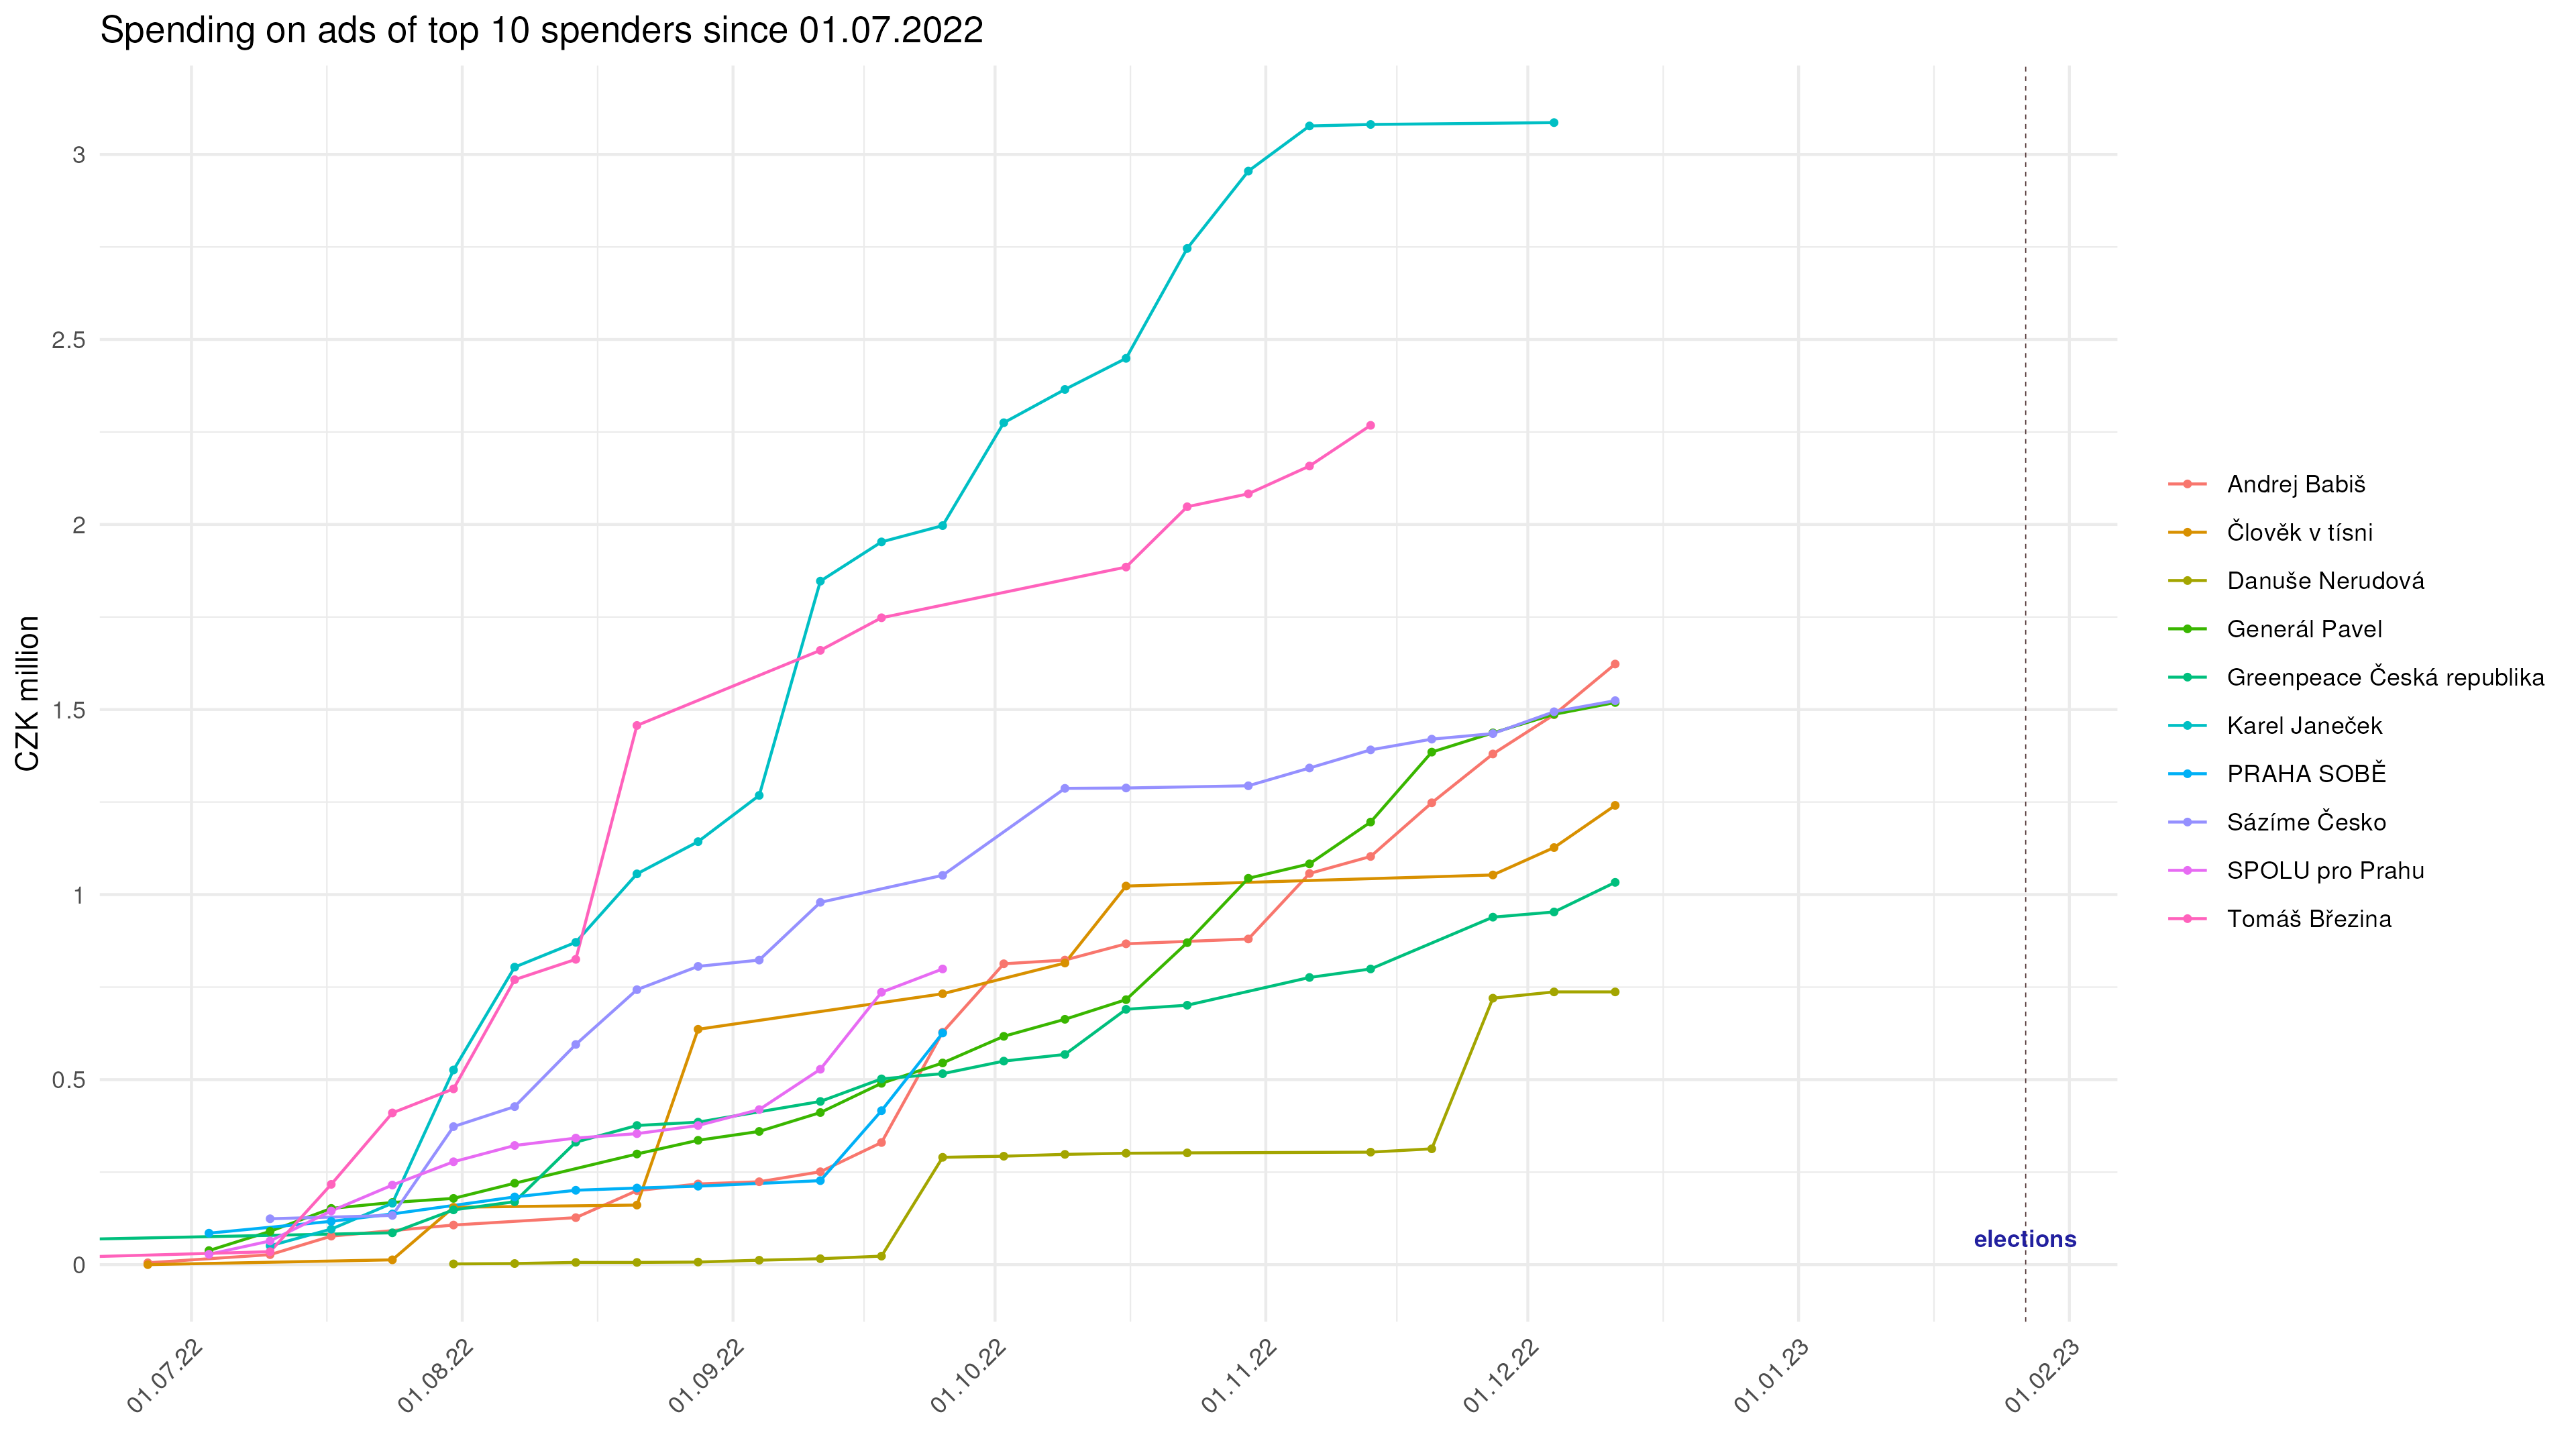 Spending on ads of top 10 spenders since 01.07.2022
CZK million
3
2.5
2
1.5
1
0.5
0
01.07.22
01.08.22
01.09.22
01.10.22
01.11.22
01.12.22
01.01.23
01.02.23
elections
Andrej Babiš
Člověk v tísni
Danuše Nerudová
Generál Pavel
Greenpeace Česká republika
Karel Janeček
PRAHA SOBĚ
Sázíme Česko
SPOLU pro Prahu
Tomáš Březina